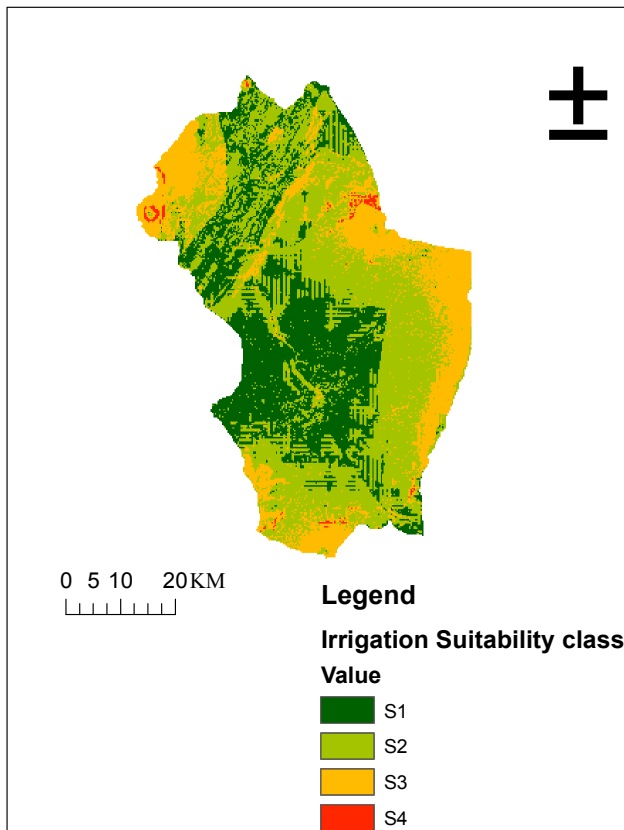 ±
0 5 10 20 KM
Legend
Irrigation Suitability class
Value
S1
S2
S3
S4